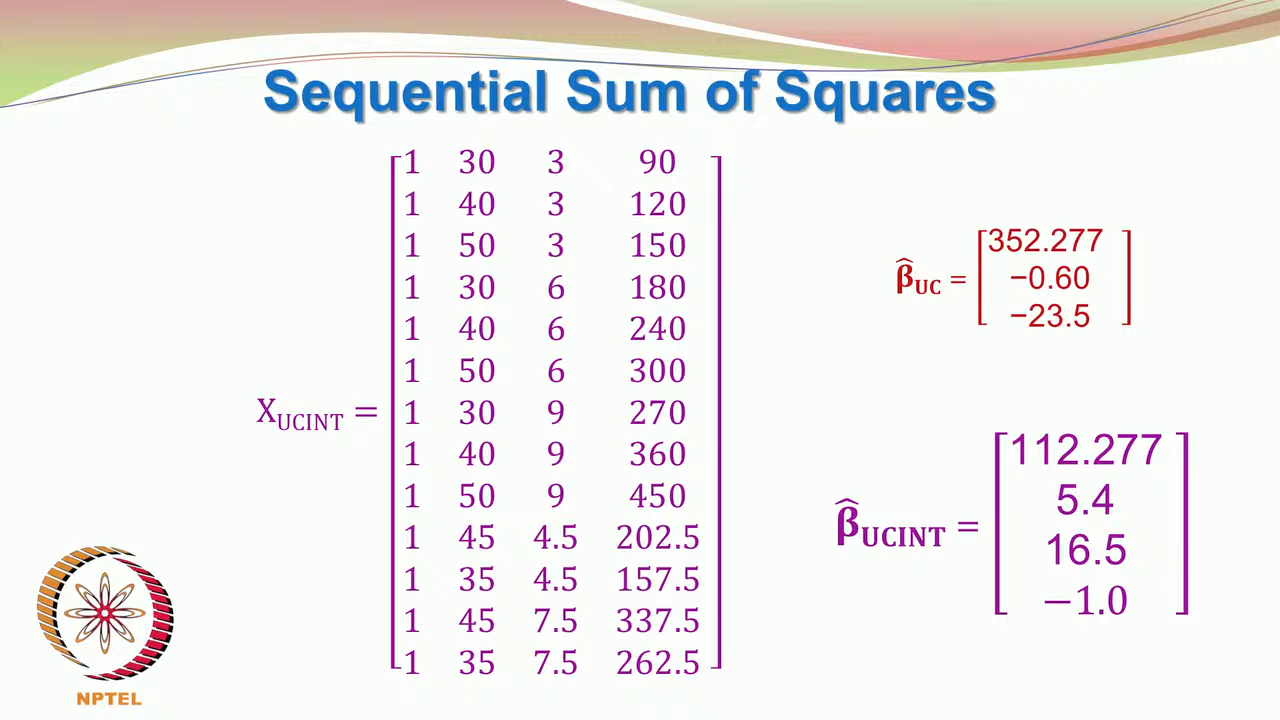 Sequential Sum of Squares
X_UCINT =
1 30 3 90
1 40 3 120
1 50 3 150
1 30 6 180
1 40 6 240
1 50 6 300
1 30 9 270
1 40 9 360
1 50 9 450
1 45 4.5 202.5
1 35 4.5 157.5
1 45 7.5 337.5
1 35 7.5 262.5
β̂_UC =
352.277
−0.60
−23.5
β̂_UCINT =
112.277
5.4
16.5
−1.0
NPTEL